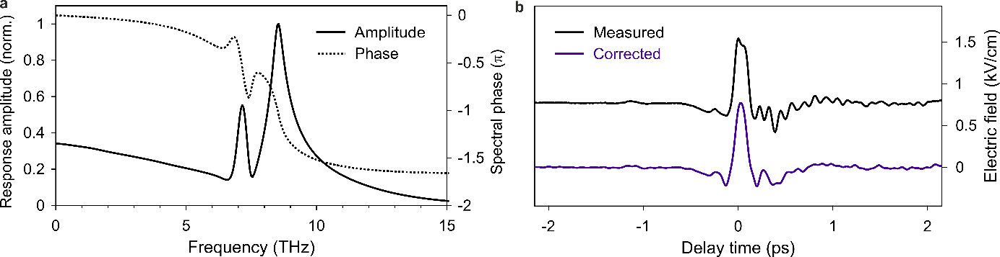 a
Response amplitude (norm.)
1
0.8
0.6
0.4
0.2
0
Amplitude
Phase
0
-0.5
-1
-1.5
-2
Spectral phase (π)
0
5
10
15
Frequency (THz)
b
Measured
Corrected
1.5
1
0.5
0
Electric field (kV/cm)
-2
-1
0
1
2
Delay time (ps)